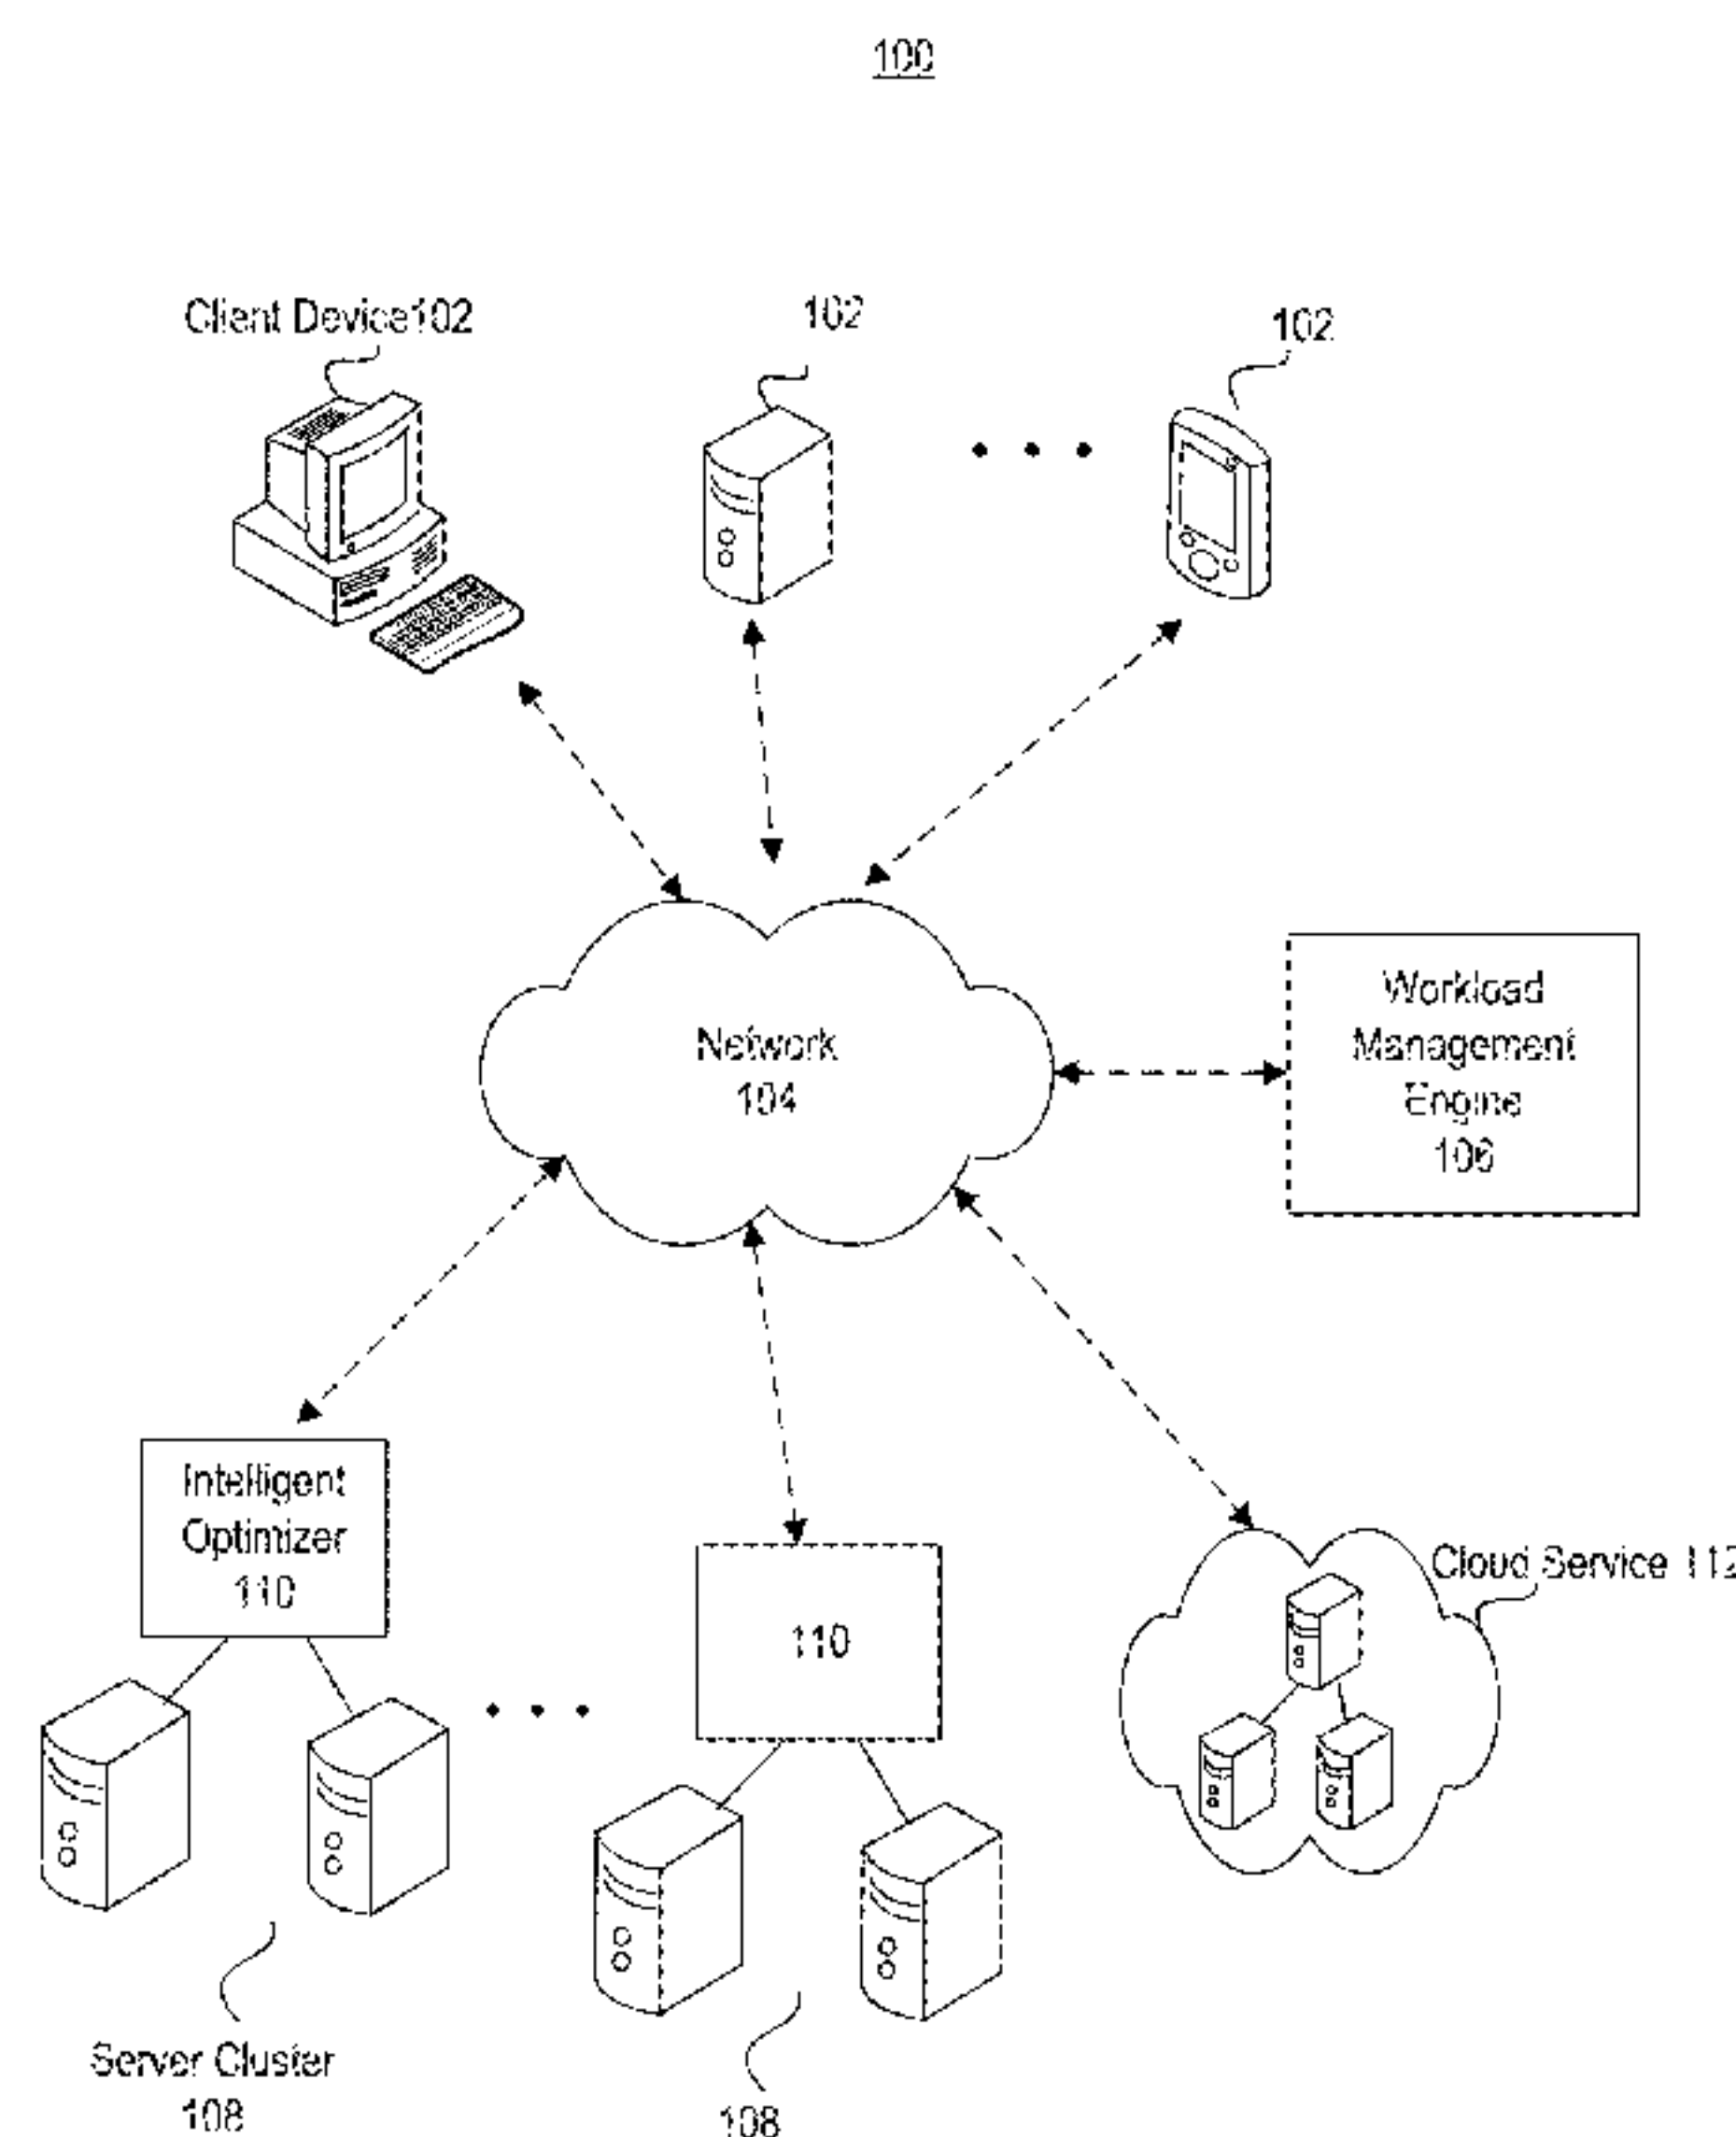 100
Client Device102
102
102
Network
104
Workload
Management
Engine
106
Intelligent
Optimizer
110
110
Cloud Service 112
Server Cluster
108
108